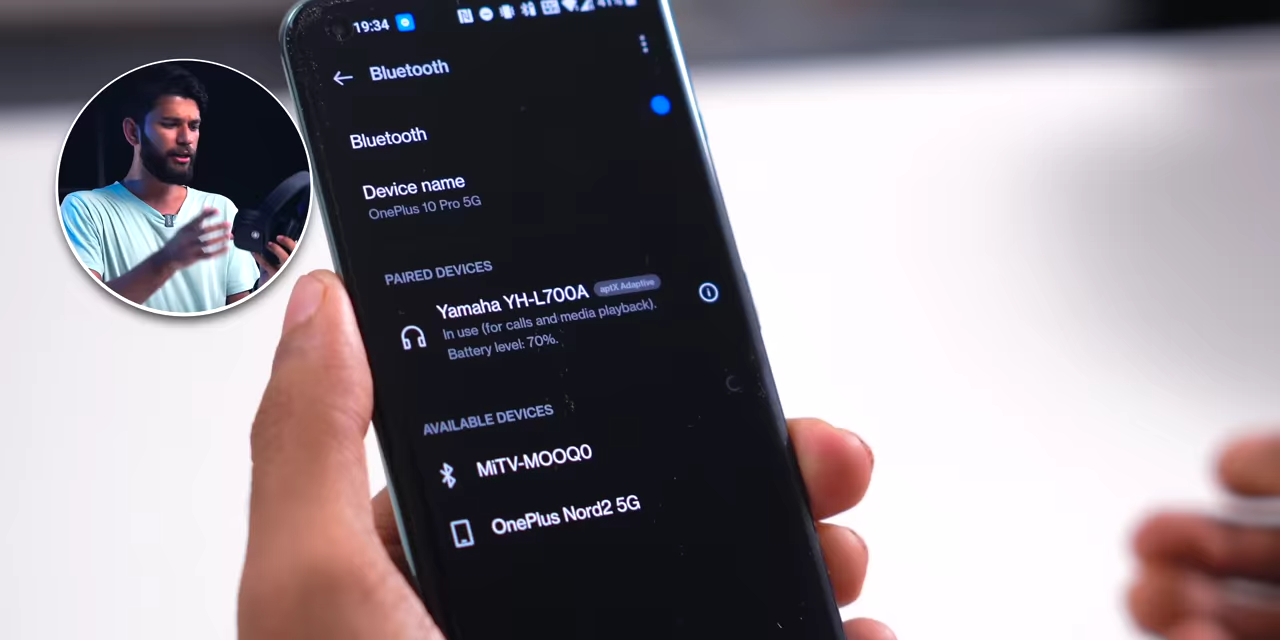 19:34
41%
Bluetooth
Bluetooth
Device name
OnePlus 10 Pro 5G
PAIRED DEVICES
Yamaha YH-L700A aptX Adaptive
In use (for calls and media playback).
Battery level: 70%.
AVAILABLE DEVICES
MiTV-MOOQ0
OnePlus Nord2 5G